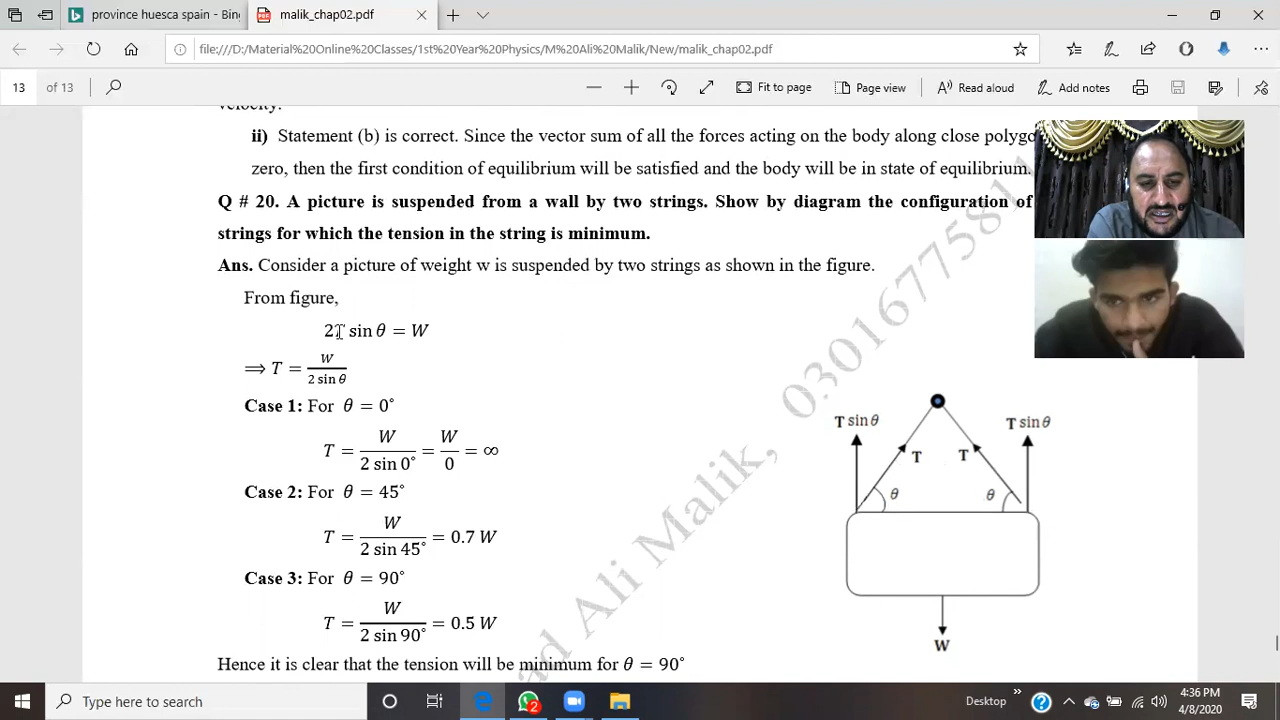 province huesca spain - Bing
malik_chap02.pdf
file:///D:/Material%20Online%20Classes/1st%20Year%20Physics/M%20Ali%20Malik/New/malik_chap02.pdf
13 of 13
Fit to page
Page view
Read aloud
Add notes
velocity.
ii) Statement (b) is correct. Since the vector sum of all the forces acting on the body along close polygo
zero, then the first condition of equilibrium will be satisfied and the body will be in state of equilibrium.
Q # 20. A picture is suspended from a wall by two strings. Show by diagram the configuration of
strings for which the tension in the string is minimum.
Ans. Consider a picture of weight w is suspended by two strings as shown in the figure.
From figure,
2T sin θ = W
⟹ T = W / 2 sin θ
Case 1: For θ = 0°
T = W / 2 sin 0° = W / 0 = ∞
Case 2: For θ = 45°
T = W / 2 sin 45° = 0.7 W
Case 3: For θ = 90°
T = W / 2 sin 90° = 0.5 W
Hence it is clear that the tension will be minimum for θ = 90°
T sin θ
T sin θ
T
T
θ
θ
W
ad Ali Malik, 03016775811
Type here to search
2
Desktop
4:36 PM
4/8/2020